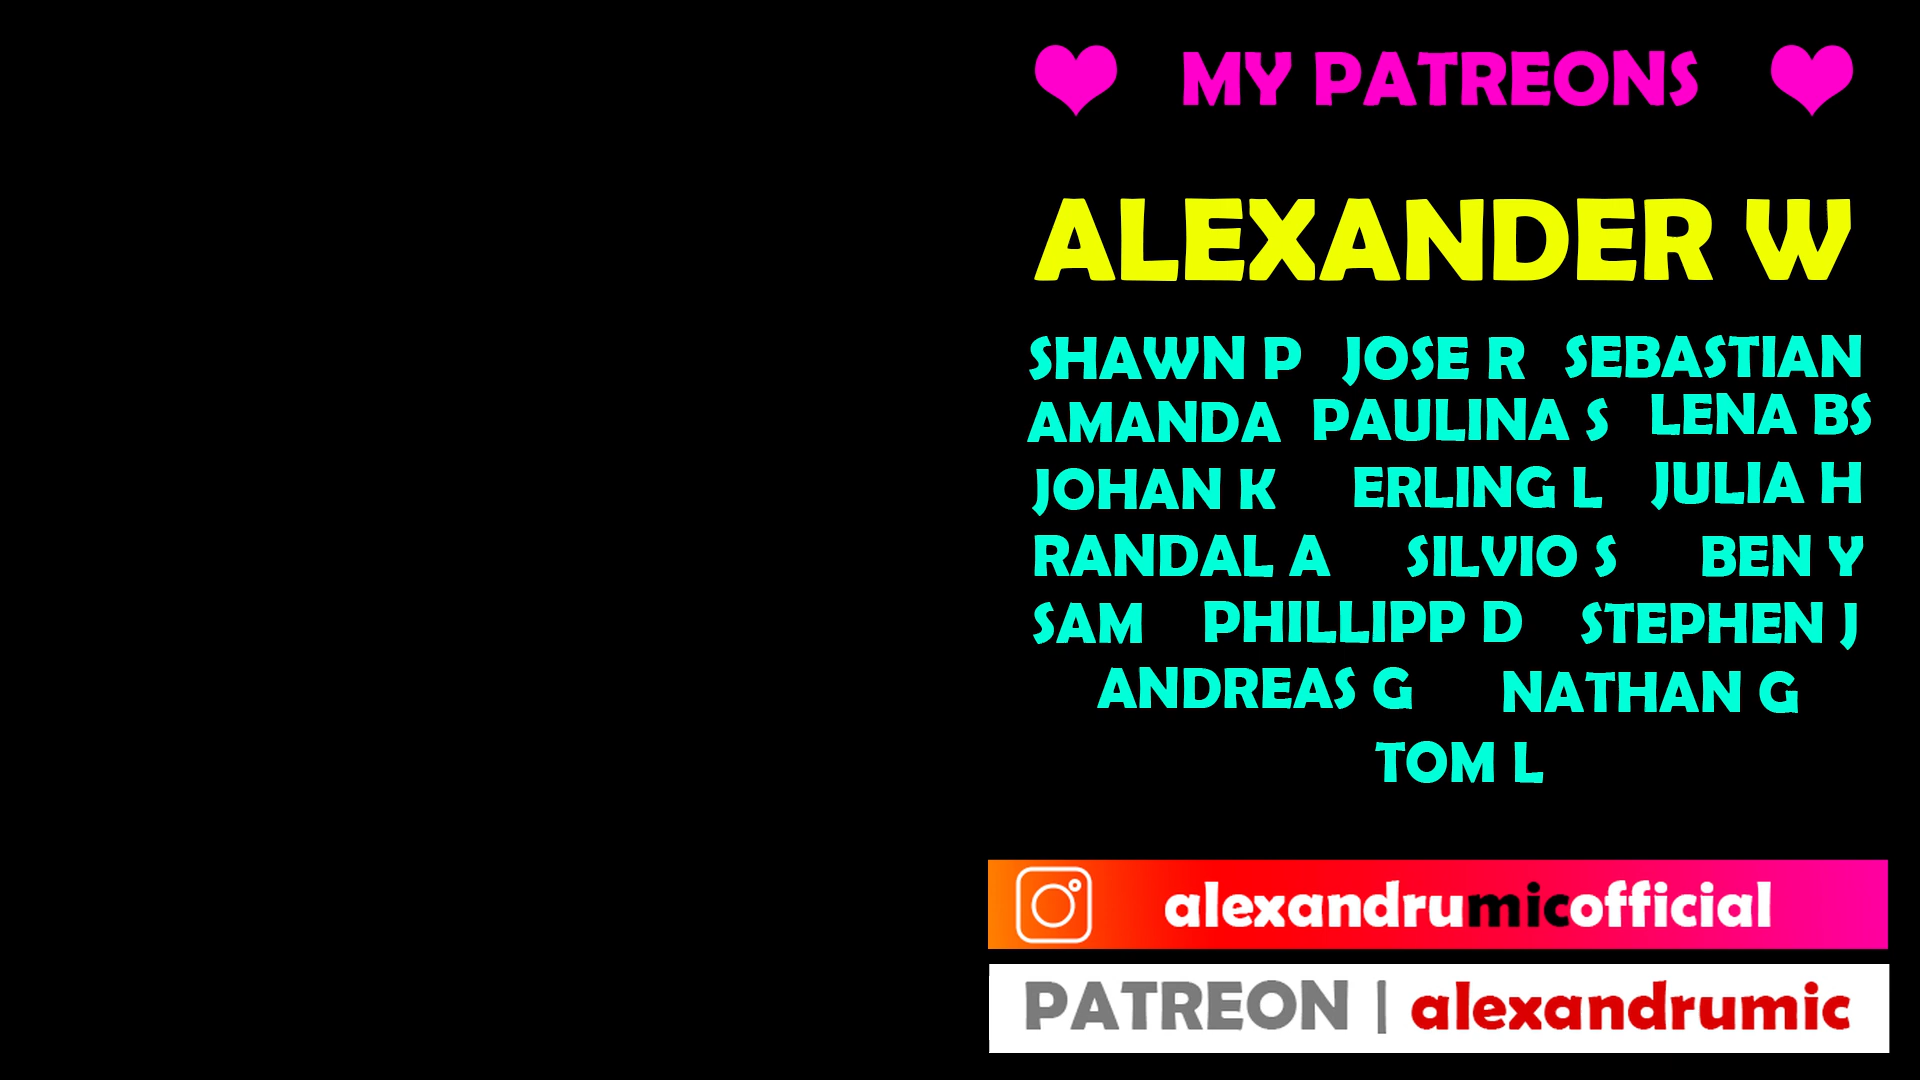 MY PATREONS
ALEXANDER W
SHAWN P JOSE R SEBASTIAN
AMANDA PAULINA S LENA BS
JOHAN K ERLING L JULIA H
RANDAL A SILVIO S BEN Y
SAM PHILLIPP D STEPHEN J
ANDREAS G NATHAN G
TOM L
alexandrumicofficial
PATREON | alexandrumic